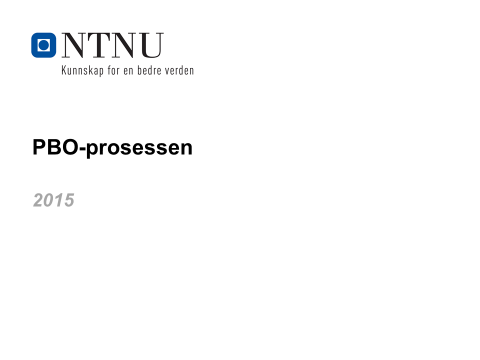 NTNU
Kunnskap for en bedre verden
PBO-prosessen
2015